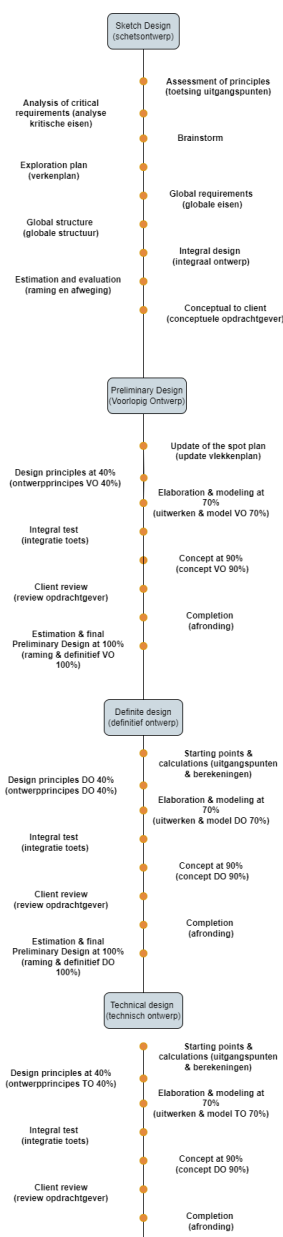 Sketch Design
(schetsontwerp)
Assessment of principles
(toetsing uitgangspunten)
Analysis of critical
requirements (analyse
kritische eisen)
Brainstorm
Exploration plan
(verkenplan)
Global requirements
(globale eisen)
Global structure
(globale structuur)
Integral design
(integraal ontwerp)
Estimation and evaluation
(raming en afweging)
Conceptual to client
(conceptuele opdrachtgever)
Preliminary Design
(Voorlopig Ontwerp)
Update of the spot plan
(update vlekkenplan)
Design principles at 40%
(ontwerpprincipes VO 40%)
Elaboration & modeling at
70%
(uitwerken & model VO 70%)
Integral test
(integratie toets)
Concept at 90%
(concept VO 90%)
Client review
(review opdrachtgever)
Completion
(afronding)
Estimation & final
Preliminary Design at 100%
(raming & definitief VO
100%)
Definite design
(definitief ontwerp)
Starting points &
calculations (uitgangspunten
& berekeningen)
Design principles DO 40%
(ontwerpprincipes DO 40%)
Elaboration & modeling at
70%
(uitwerken & model DO 70%)
Integral test
(integratie toets)
Concept at 90%
(concept DO 90%)
Client review
(review opdrachtgever)
Completion
(afronding)
Estimation & final
Preliminary Design at 100%
(raming & definitief DO
100%)
Technical design
(technisch ontwerp)
Starting points &
calculations (uitgangspunten
& berekeningen)
Design principles at 40%
(ontwerpprincipes TO 40%)
Elaboration & modeling at
70%
(uitwerken & model TO 70%)
Integral test
(integratie toets)
Concept at 90%
(concept DO 90%)
Client review
(review opdrachtgever)
Completion
(afronding)